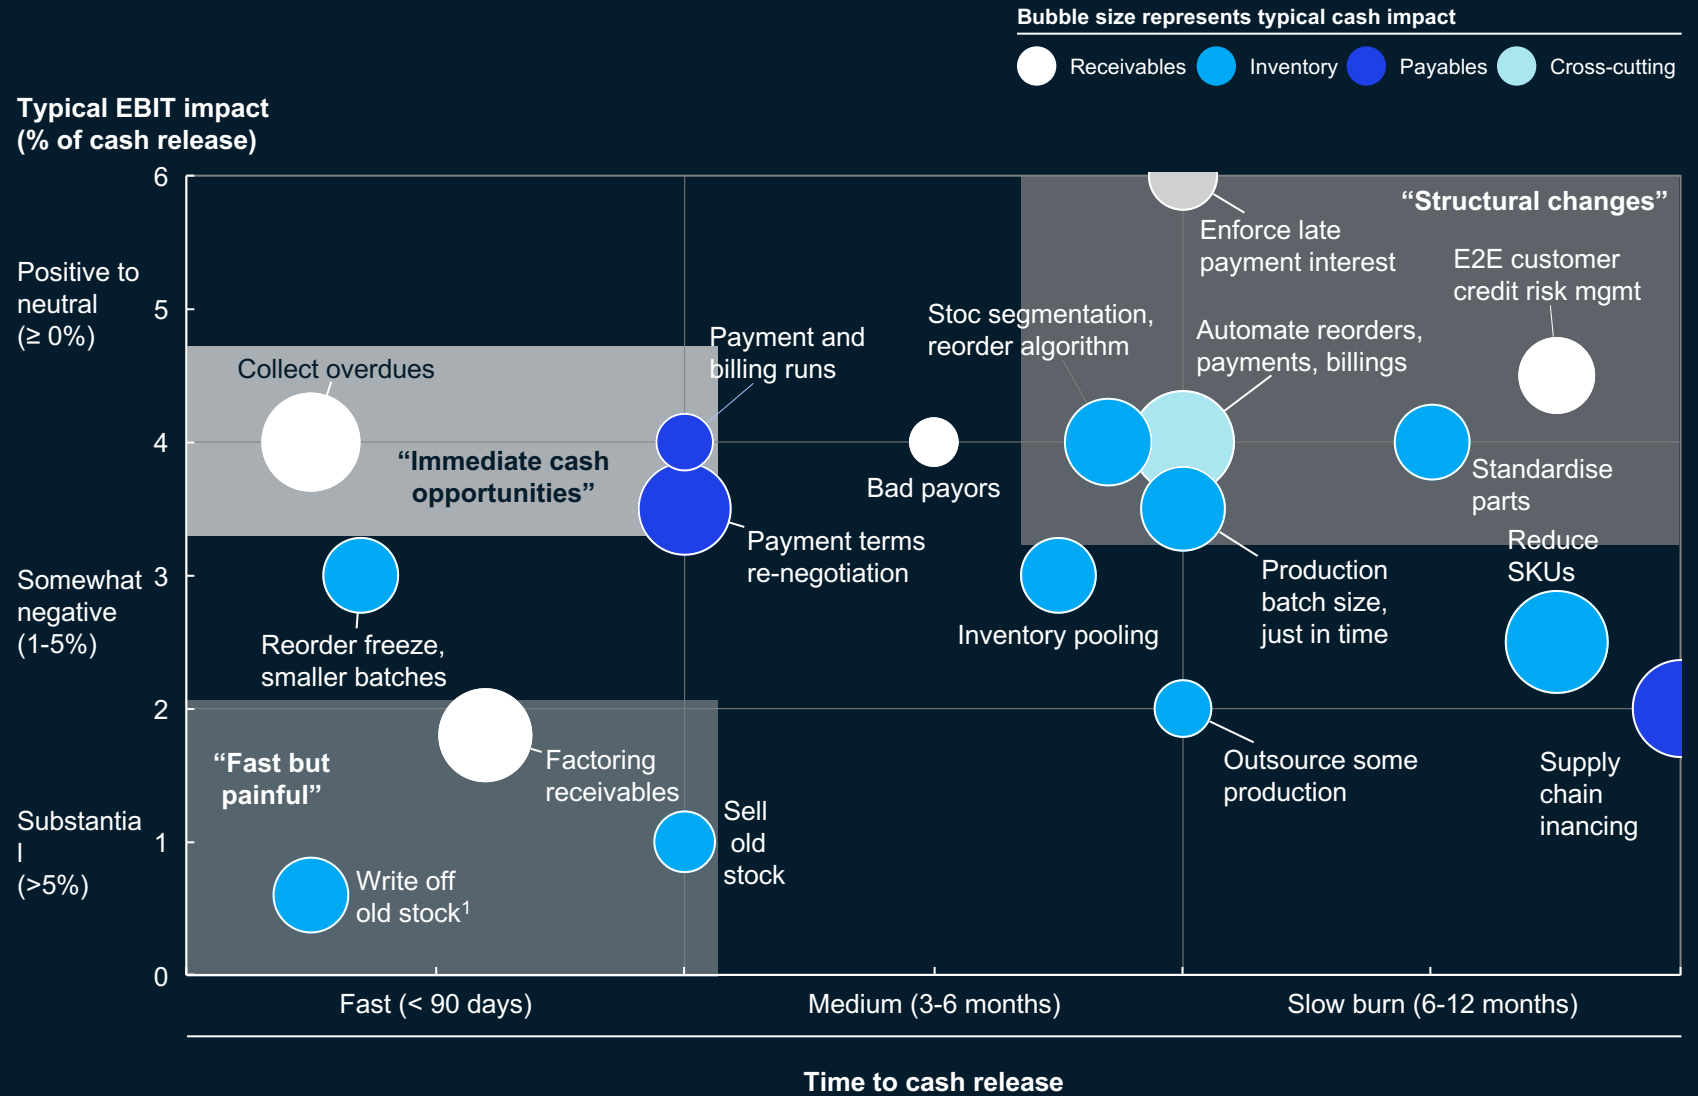 Bubble size represents typical cash impact
Receivables
Inventory
Payables
Cross-cutting
Typical EBIT impact
(% of cash release)
6
5
4
3
2
1
0
Positive to
neutral
(≥ 0%)
Somewhat
negative
(1-5%)
Substantia
l
(>5%)
“Structural changes”
Enforce late
payment interest
E2E customer
credit risk mgmt
Stoc segmentation,
reorder algorithm
Automate reorders,
payments, billings
Payment and
billing runs
Collect overdues
“Immediate cash
opportunities”
Bad payors
Standardise
parts
Payment terms
re-negotiation
Reduce
SKUs
Production
batch size,
just in time
Inventory pooling
Reorder freeze,
smaller batches
“Fast but
painful”
Factoring
receivables
Outsource some
production
Supply
chain
inancing
Sell
old
stock
Write off
old stock¹
Fast (< 90 days)
Medium (3-6 months)
Slow burn (6-12 months)
Time to cash release